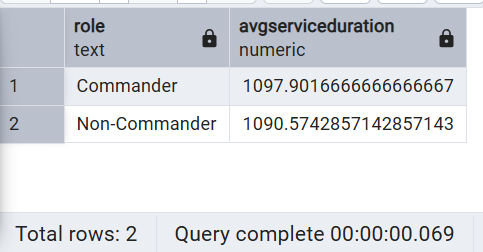 role
text
avgserviceduration
numeric
1 Commander 1097.9016666666666667
2 Non-Commander 1090.5742857142857143
Total rows: 2 Query complete 00:00:00.069